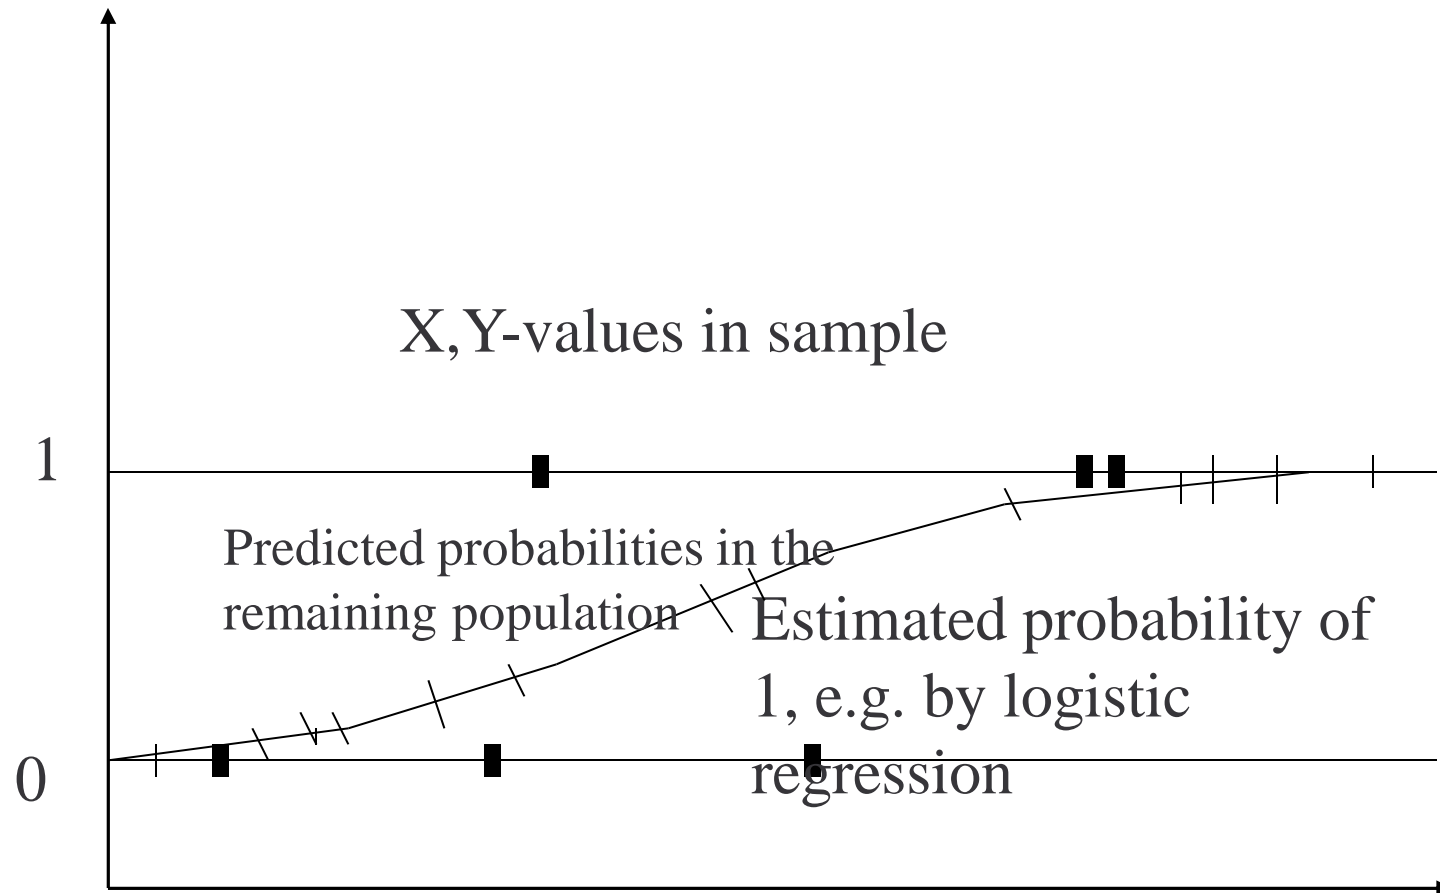 X,Y-values in sample
1
Predicted probabilities in the
remaining population
Estimated probability of
1, e.g. by logistic
regression
0